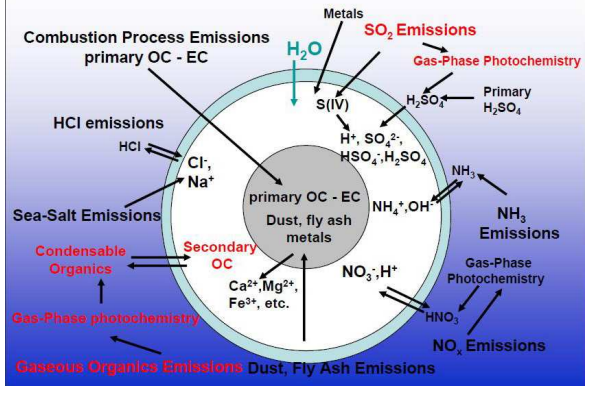 Metals
SO₂ Emissions
Combustion Process Emissions
primary OC - EC
H₂O
Gas-Phase Photochemistry
S(IV)
H₂SO₄
Primary
H₂SO₄
HCl emissions
HCl
H⁺, SO₄²⁻,
HSO₄⁻,H₂SO₄
Cl⁻,
Na⁺
NH₃
primary OC - EC
Dust, fly ash
metals
NH₄⁺,OH⁻
Sea-Salt Emissions
NH₃
Emissions
Condensable
Organics
Secondary
OC
NO₃⁻,H⁺
Gas-Phase
Photochemistry
Ca²⁺,Mg²⁺,
Fe³⁺, etc.
HNO₃
Gas-Phase photochemistry
NOₓ Emissions
Gaseous Organics Emissions
Dust, Fly Ash Emissions